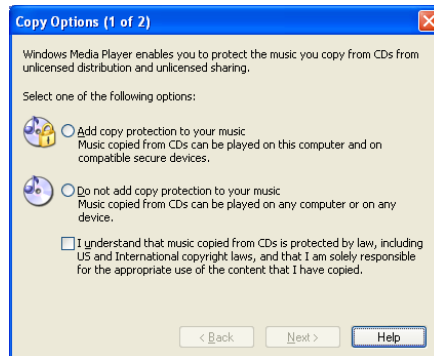 Copy Options (1 of 2)
Windows Media Player enables you to protect the music you copy from CDs from
unlicensed distribution and unlicensed sharing.
Select one of the following options:
Add copy protection to your music
Music copied from CDs can be played on this computer and on
compatible secure devices.
Do not add copy protection to your music
Music copied from CDs can be played on any computer or on any
device.
I understand that music copied from CDs is protected by law, including
US and International copyright laws, and that I am solely responsible
for the appropriate use of the content that I have copied.
< Back Next > Help